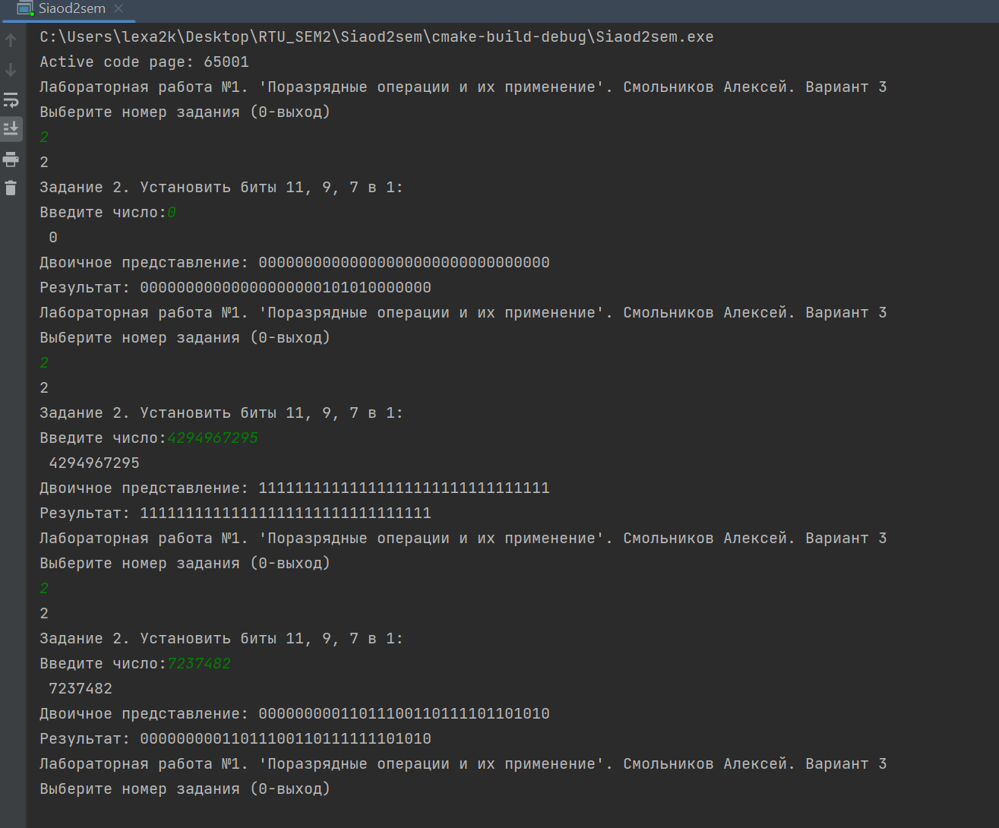 Siaod2sem
C:\Users\lexa2k\Desktop\RTU_SEM2\Siaod2sem\cmake-build-debug\Siaod2sem.exe
Active code page: 65001
Лабораторная работа №1. 'Поразрядные операции и их применение'. Смольников Алексей. Вариант 3
Выберите номер задания (0-выход)
2
2
Задание 2. Установить биты 11, 9, 7 в 1:
Введите число:0
0
Двоичное представление: 00000000000000000000000000000000
Результат: 00000000000000000000101010000000
Лабораторная работа №1. 'Поразрядные операции и их применение'. Смольников Алексей. Вариант 3
Выберите номер задания (0-выход)
2
2
Задание 2. Установить биты 11, 9, 7 в 1:
Введите число:4294967295
4294967295
Двоичное представление: 11111111111111111111111111111111
Результат: 11111111111111111111111111111111
Лабораторная работа №1. 'Поразрядные операции и их применение'. Смольников Алексей. Вариант 3
Выберите номер задания (0-выход)
2
2
Задание 2. Установить биты 11, 9, 7 в 1:
Введите число:7237482
7237482
Двоичное представление: 00000000011011100110111101101010
Результат: 00000000011011100110111111101010
Лабораторная работа №1. 'Поразрядные операции и их применение'. Смольников Алексей. Вариант 3
Выберите номер задания (0-выход)